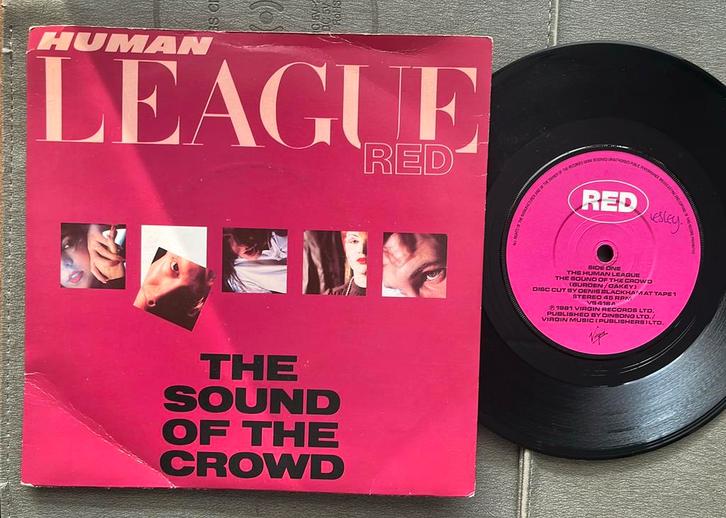 HUMAN
LEAGUE
RED
THE
SOUND
OF THE
CROWD
RED
Lesley.
SIDE ONE
THE HUMAN LEAGUE
THE SOUND OF THE CROWD
(BURDEN / OAKEY)
DISC CUT BY DENIS BLACKHAM AT TAPE 1
STEREO 45 RPM
VS 416 A
℗ 1981 VIRGIN RECORDS LTD.
PUBLISHED BY DINSONG LTD. /
VIRGIN MUSIC (PUBLISHERS) LTD.
Virgin